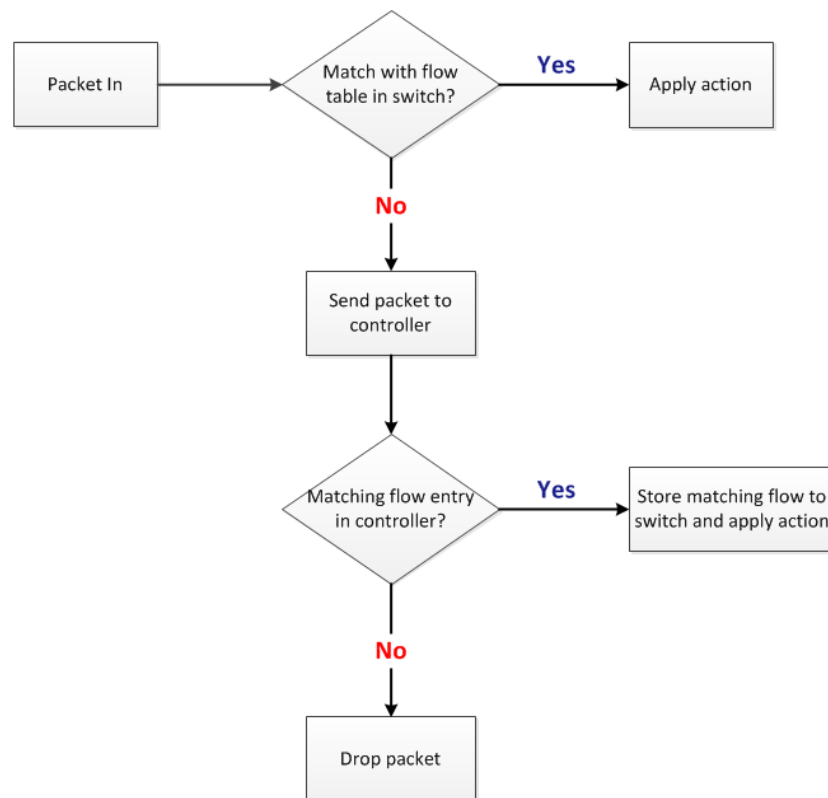 Packet In
Match with flow
table in switch?
Yes
Apply action
No
Send packet to
controller
Matching flow entry
in controller?
Yes
Store matching flow to
switch and apply action
No
Drop packet